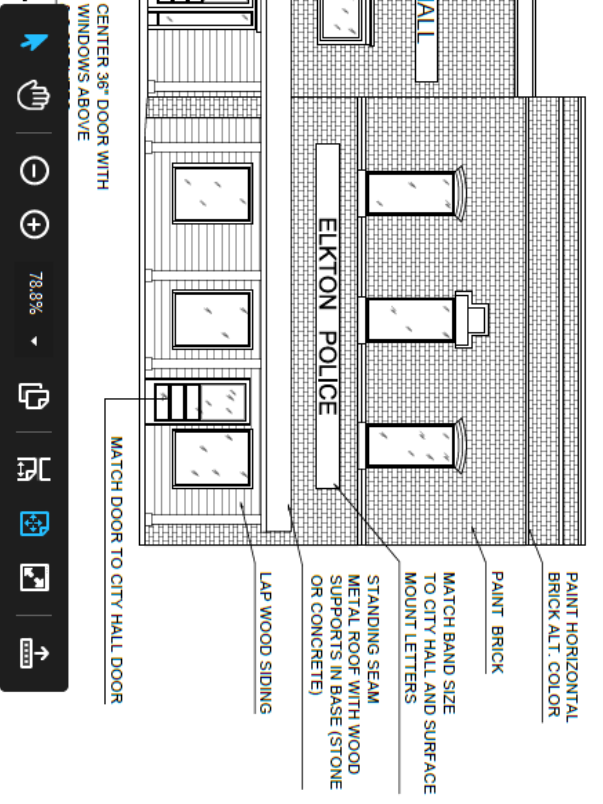 HALL
ELKTON POLICE
PAINT HORIZONTAL
BRICK ALT. COLOR
PAINT BRICK
MATCH BAND SIZE
TO CITY HALL AND SURFACE
MOUNT LETTERS
STANDING SEAM
METAL ROOF WITH WOOD
SUPPORTS IN BASE (STONE
OR CONCRETE)
LAP WOOD SIDING
MATCH DOOR TO CITY HALL DOOR
CENTER 36" DOOR WITH
WINDOWS ABOVE
78.8%